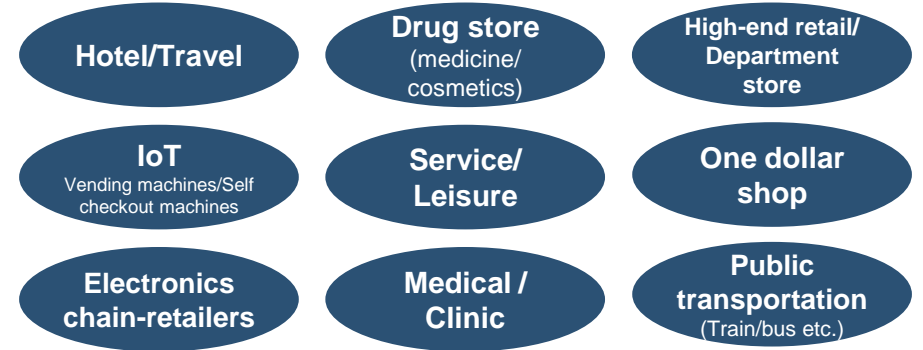 Hotel/Travel
Drug store
(medicine/
cosmetics)
High-end retail/
Department
store
IoT
Vending machines/Self
checkout machines
Service/
Leisure
One dollar
shop
Electronics
chain-retailers
Medical /
Clinic
Public
transportation
(Train/bus etc.)